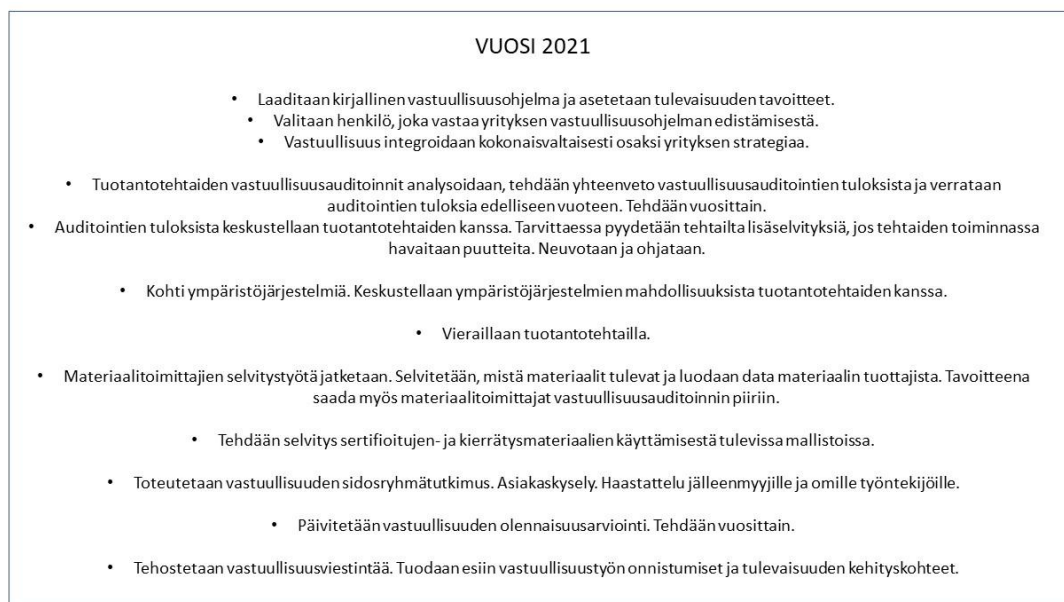 VUOSI 2021
• Laaditaan kirjallinen vastuullisuusohjelma ja asetetaan tulevaisuuden tavoitteet.
• Valitaan henkilö, joka vastaa yrityksen vastuullisuusohjelman edistämisestä.
• Vastuullisuus integroidaan kokonaisvaltaisesti osaksi yrityksen strategiaa.
• Tuotantotehtaiden vastuullisuusauditoinnit analysoidaan, tehdään yhteenveto vastuullisuusauditointien tuloksista ja verrataan
auditointien tuloksia edelliseen vuoteen. Tehdään vuosittain.
• Auditointien tuloksista keskustellaan tuotantotehtaiden kanssa. Tarvittaessa pyydetään tehtailta lisäselvityksiä, jos tehtaiden toiminnassa
havaitaan puutteita. Neuvotaan ja ohjataan.
• Kohti ympäristöjärjestelmiä. Keskustellaan ympäristöjärjestelmien mahdollisuuksista tuotantotehtaiden kanssa.
• Vieraillaan tuotantotehtailla.
• Materiaalitoimittajien selvitystyötä jatketaan. Selvitetään, mistä materiaalit tulevat ja luodaan data materiaalin tuottajista. Tavoitteena
saada myös materiaalitoimittajat vastuullisuusauditoinnin piiriin.
• Tehdään selvitys sertifioitujen- ja kierrätysmateriaalien käyttämisestä tulevissa mallistoissa.
• Toteutetaan vastuullisuuden sidosryhmätutkimus. Asiakaskysely. Haastattelu jälleenmyyjille ja omille työntekijöille.
• Päivitetään vastuullisuuden olennaisuusarviointi. Tehdään vuosittain.
• Tehostetaan vastuullisuusviestintää. Tuodaan esiin vastuullisuustyön onnistumiset ja tulevaisuuden kehityskohteet.